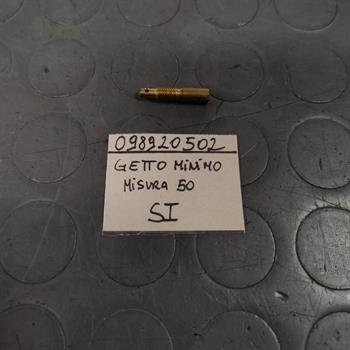 098920502
GETTO MINIMO
MISURA 50
SI